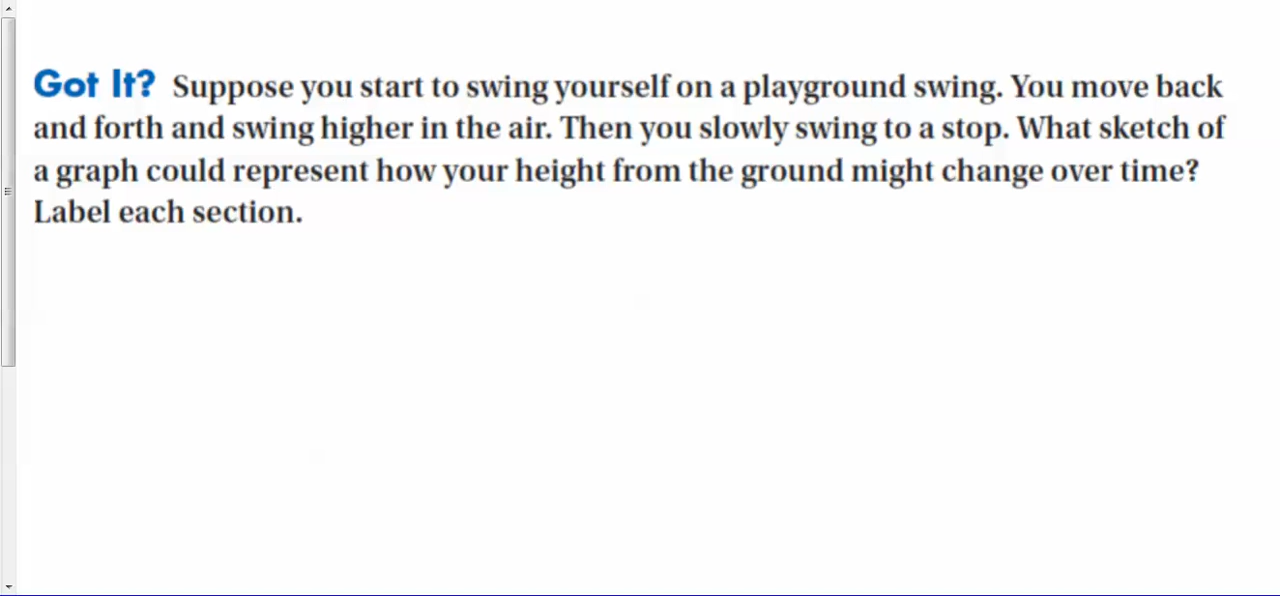 Got It? Suppose you start to swing yourself on a playground swing. You move back
and forth and swing higher in the air. Then you slowly swing to a stop. What sketch of
a graph could represent how your height from the ground might change over time?
Label each section.